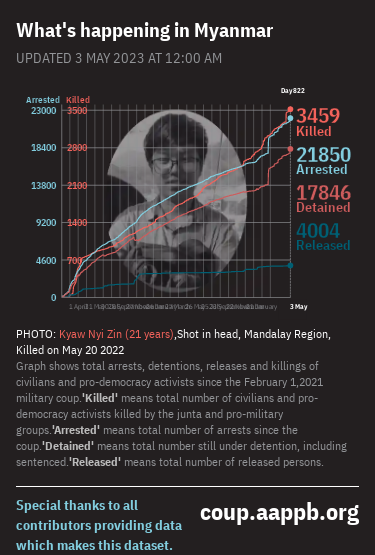 What's happening in Myanmar
UPDATED 3 MAY 2023 AT 12:00 AM
Day822
Arrested Killed
23000 3500
18400 2800
13800 2100
9200 1400
4600 700
0
3459
Killed
21850
Arrested
17846
Detained
4004
Released
3 May
PHOTO: Kyaw Nyi Zin (21 years),Shot in head, Mandalay Region,
Killed on May 20 2022
Graph shows total arrests, detentions, releases and killings of
civilians and pro-democracy activists since the February 1,2021
military coup.'Killed' means total number of civilians and pro-
democracy activists killed by the junta and pro-military
groups.'Arrested' means total number of arrests since the
coup.'Detained' means total number still under detention, including
sentenced.'Released' means total number of released persons.
Special thanks to all
contributors providing data
which makes this dataset.
coup.aappb.org